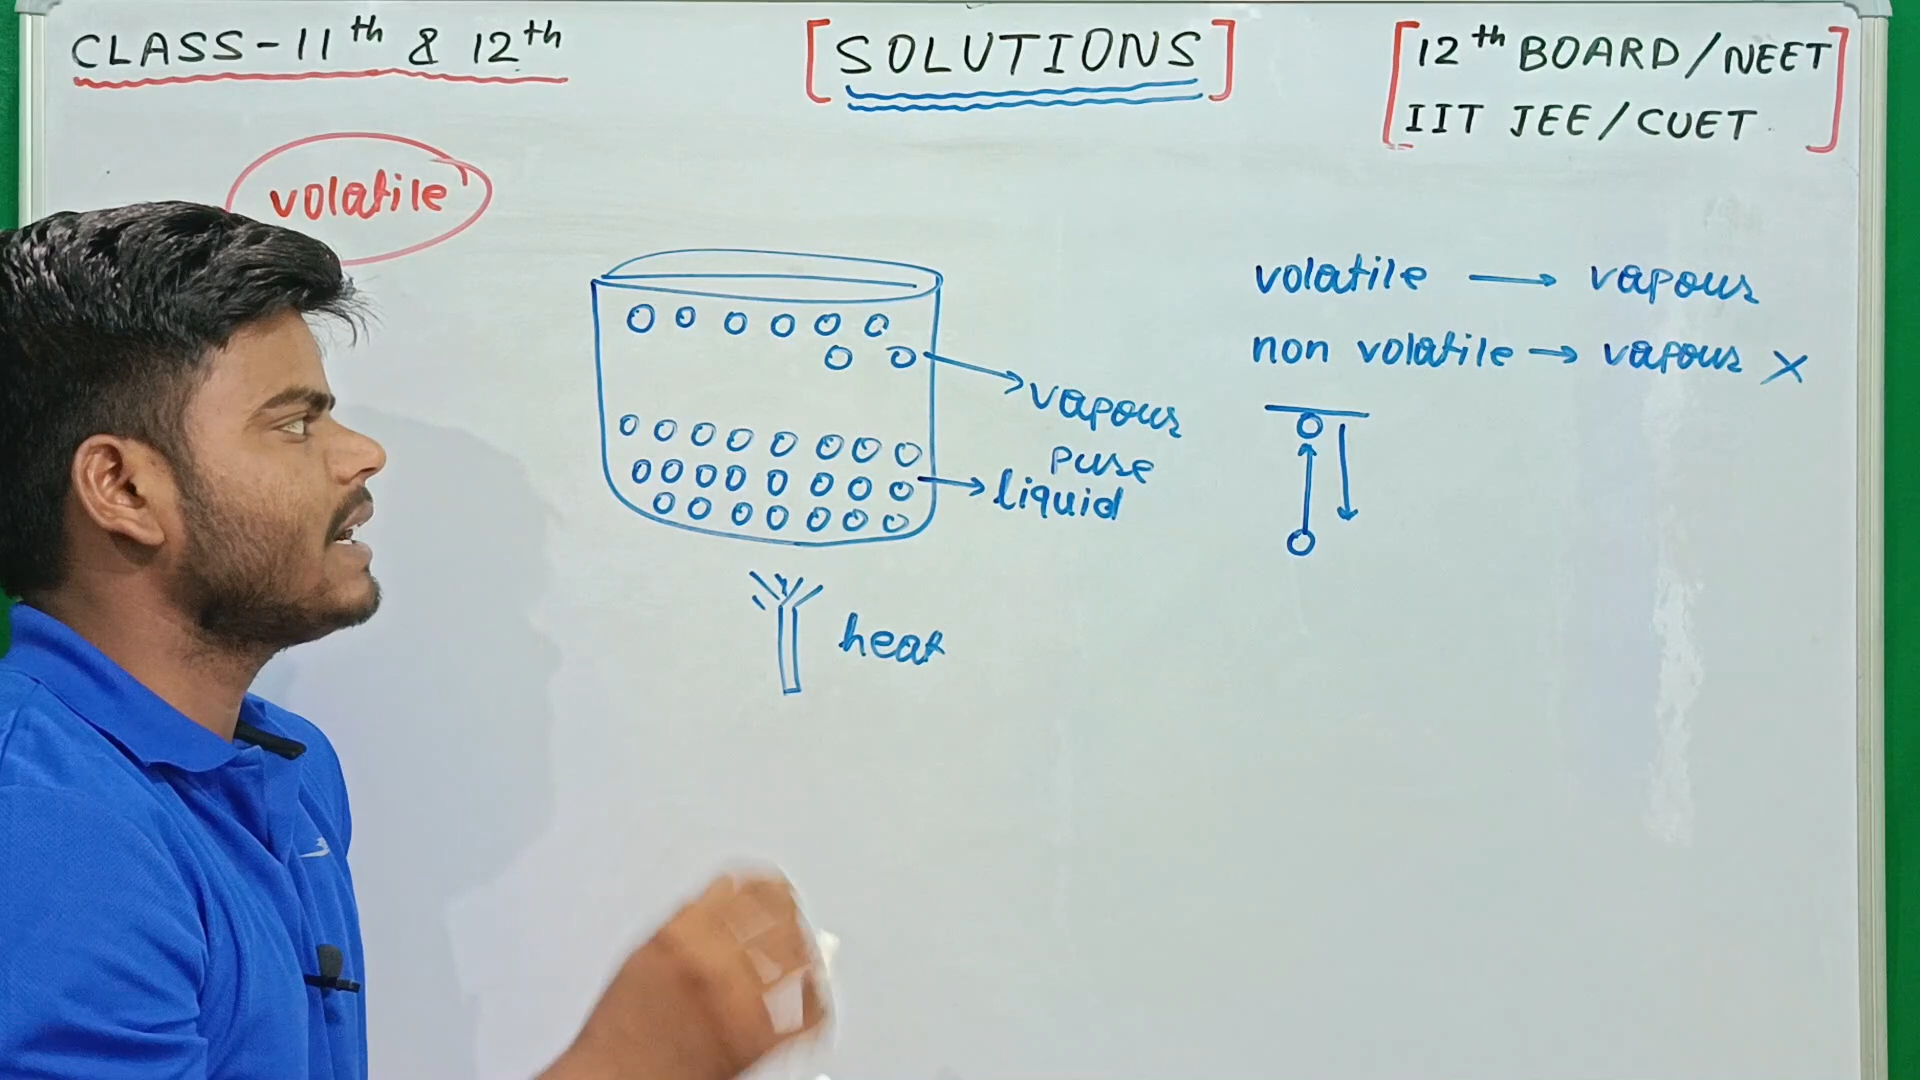 CLASS-11th & 12th
[SOLUTIONS]
[12th BOARD/NEET
IIT JEE/CUET]
volatile
volatile → vapour
non volatile → vapour X
vapour
pure
liquid
heat